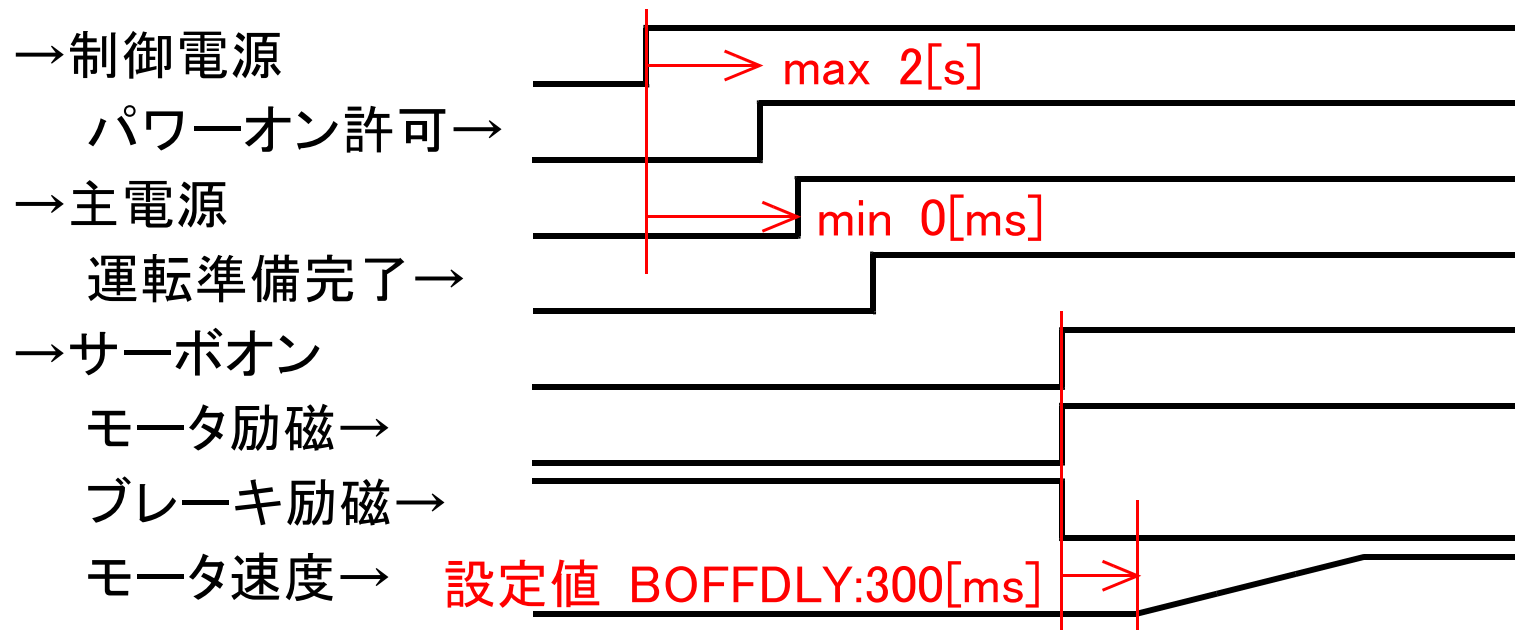 →制御電源
max 2[s]
パワーオン許可→
→主電源
min 0[ms]
運転準備完了→
→サーボオン
モータ励磁→
ブレーキ励磁→
モータ速度→
設定値 BOFFDLY:300[ms]